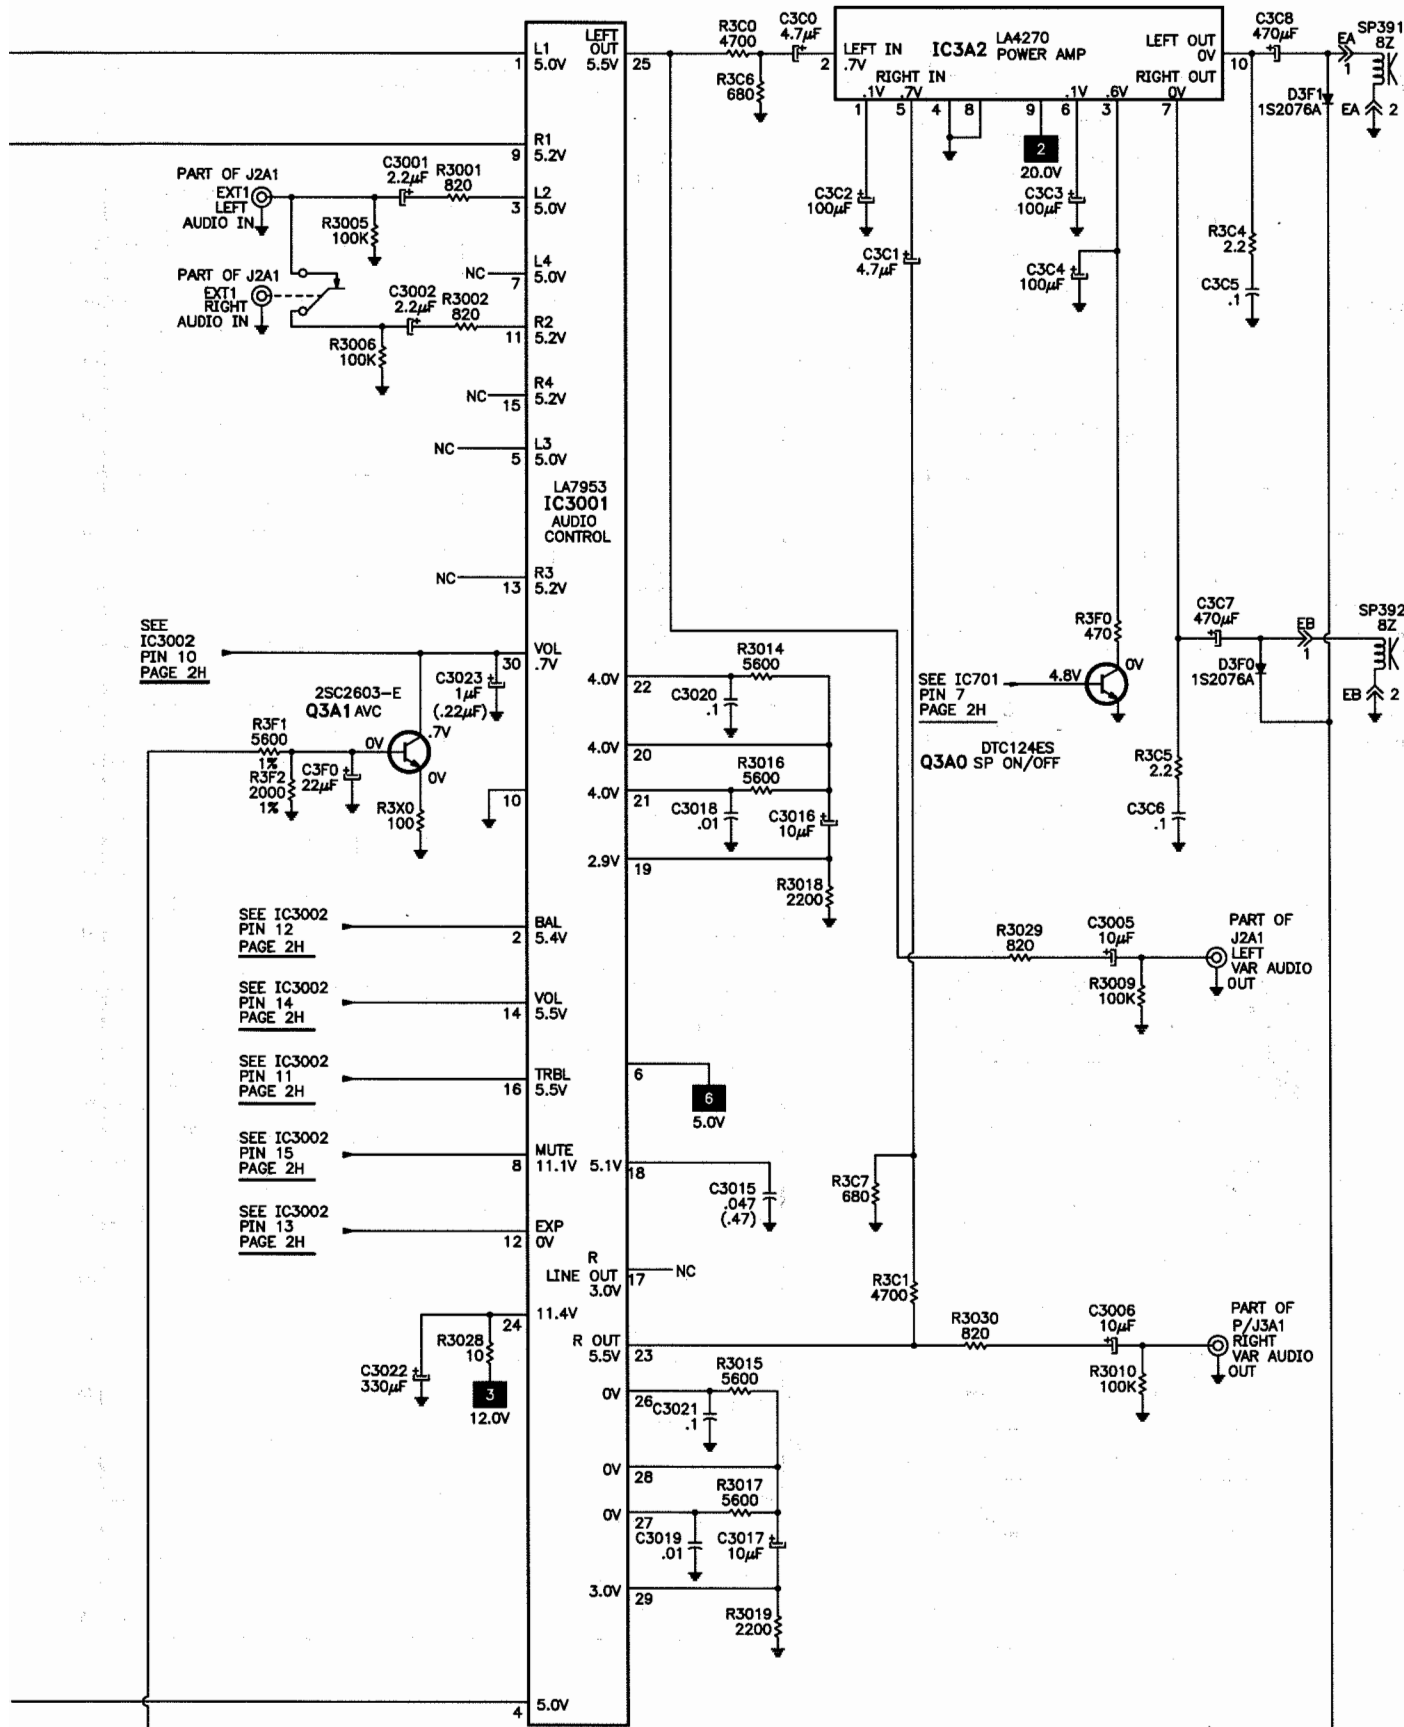 L1
1
5.0V
LEFT
OUT
5.5V
25
R3C0
4700
C3C0
4.7µF
R3C6
680
2
LEFT IN
.7V
IC3A2
LA4270
POWER AMP
RIGHT IN
LEFT OUT
0V
RIGHT OUT
.1V
.7V
.1V
.6V
0V
1
5
4
8
9
6
3
7
10
C3C8
470µF
EA
1
SP391
8Z
D3F1
1S2076A
EA
2
2
20.0V
R1
9
5.2V
PART OF J2A1
EXT1
LEFT
AUDIO IN
C3001
2.2µF
R3001
820
L2
3
5.0V
R3005
100K
C3C2
100µF
C3C3
100µF
C3C1
4.7µF
C3C4
100µF
R3C4
2.2
C3C5
.1
NC
L4
7
5.0V
PART OF J2A1
EXT1
RIGHT
AUDIO IN
C3002
2.2µF
R3002
820
R2
11
5.2V
R3006
100K
NC
R4
15
5.2V
NC
L3
5
5.0V
LA7953
IC3001
AUDIO
CONTROL
NC
R3
13
5.2V
SEE
IC3002
PIN 10
PAGE 2H
VOL
30
.7V
C3023
1µF
(.22µF)
2SC2603-E
Q3A1 AVC
.7V
0V
0V
R3F1
5600
1%
R3F2
2000
1%
C3F0
22µF
R3X0
100
10
4.0V
22
R3014
5600
C3020
.1
4.0V
20
R3016
5600
4.0V
21
C3018
.01
C3016
10µF
2.9V
19
R3018
2200
R3F0
470
SEE IC701
PIN 7
PAGE 2H
4.8V
0V
DTC124ES
Q3A0 SP ON/OFF
C3C7
470µF
EB
1
SP392
8Z
D3F0
1S2076A
EB
2
R3C5
2.2
C3C6
.1
SEE IC3002
PIN 12
PAGE 2H
BAL
2
5.4V
R3029
820
C3005
10µF
R3009
100K
PART OF
J2A1
LEFT
VAR AUDIO
OUT
SEE IC3002
PIN 14
PAGE 2H
VOL
14
5.5V
SEE IC3002
PIN 11
PAGE 2H
TRBL
16
5.5V
6
6
5.0V
SEE IC3002
PIN 15
PAGE 2H
MUTE
8
11.1V
5.1V
18
C3015
.047
(.47)
R3C7
680
SEE IC3002
PIN 13
PAGE 2H
EXP
12
0V
R
LINE OUT
3.0V
17
NC
R3C1
4700
24
11.4V
R3028
10
C3022
330µF
3
12.0V
R OUT
5.5V
23
R3030
820
C3006
10µF
R3010
100K
PART OF
P/J3A1
RIGHT
VAR AUDIO
OUT
0V
26
R3015
5600
C3021
.1
0V
28
R3017
5600
0V
27
C3019
.01
C3017
10µF
3.0V
29
R3019
2200
4
5.0V